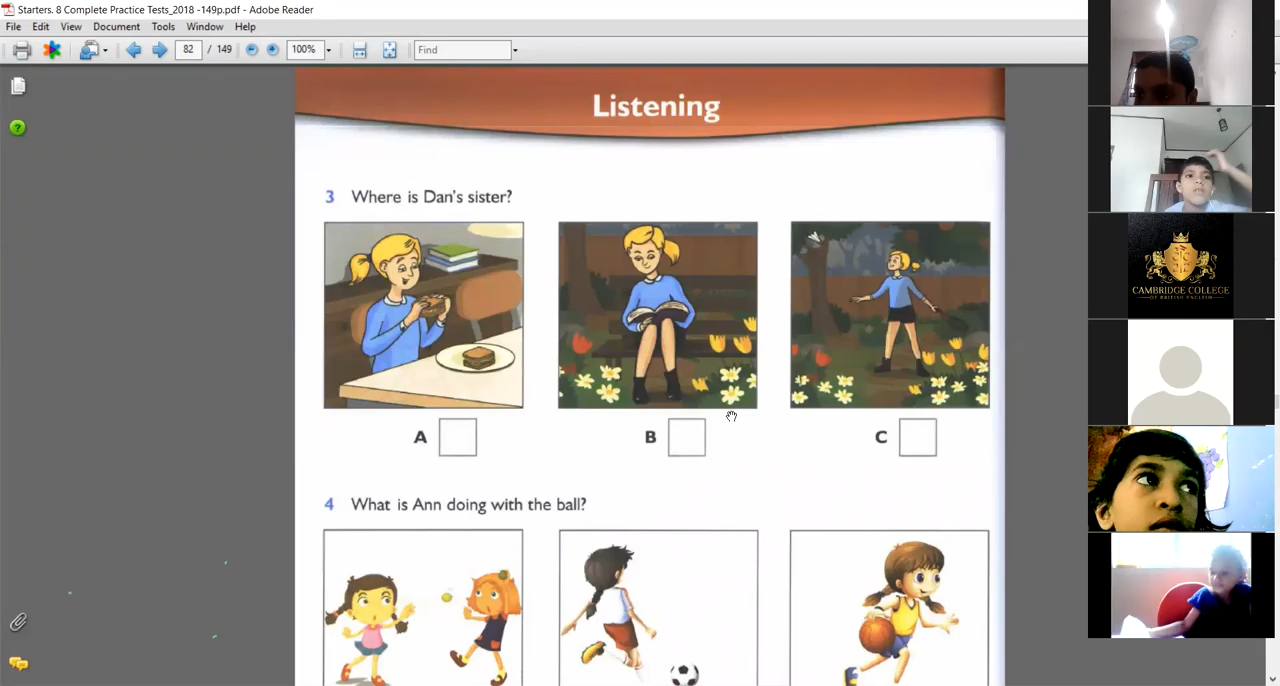 Starters. 8 Complete Practice Tests_2018 -149p.pdf - Adobe Reader
File Edit View Document Tools Window Help
82 / 149 100% Find
Listening
3 Where is Dan's sister?
A B C
4 What is Ann doing with the ball?
CAMBRIDGE COLLEGE
OF BRITISH ENGLISH